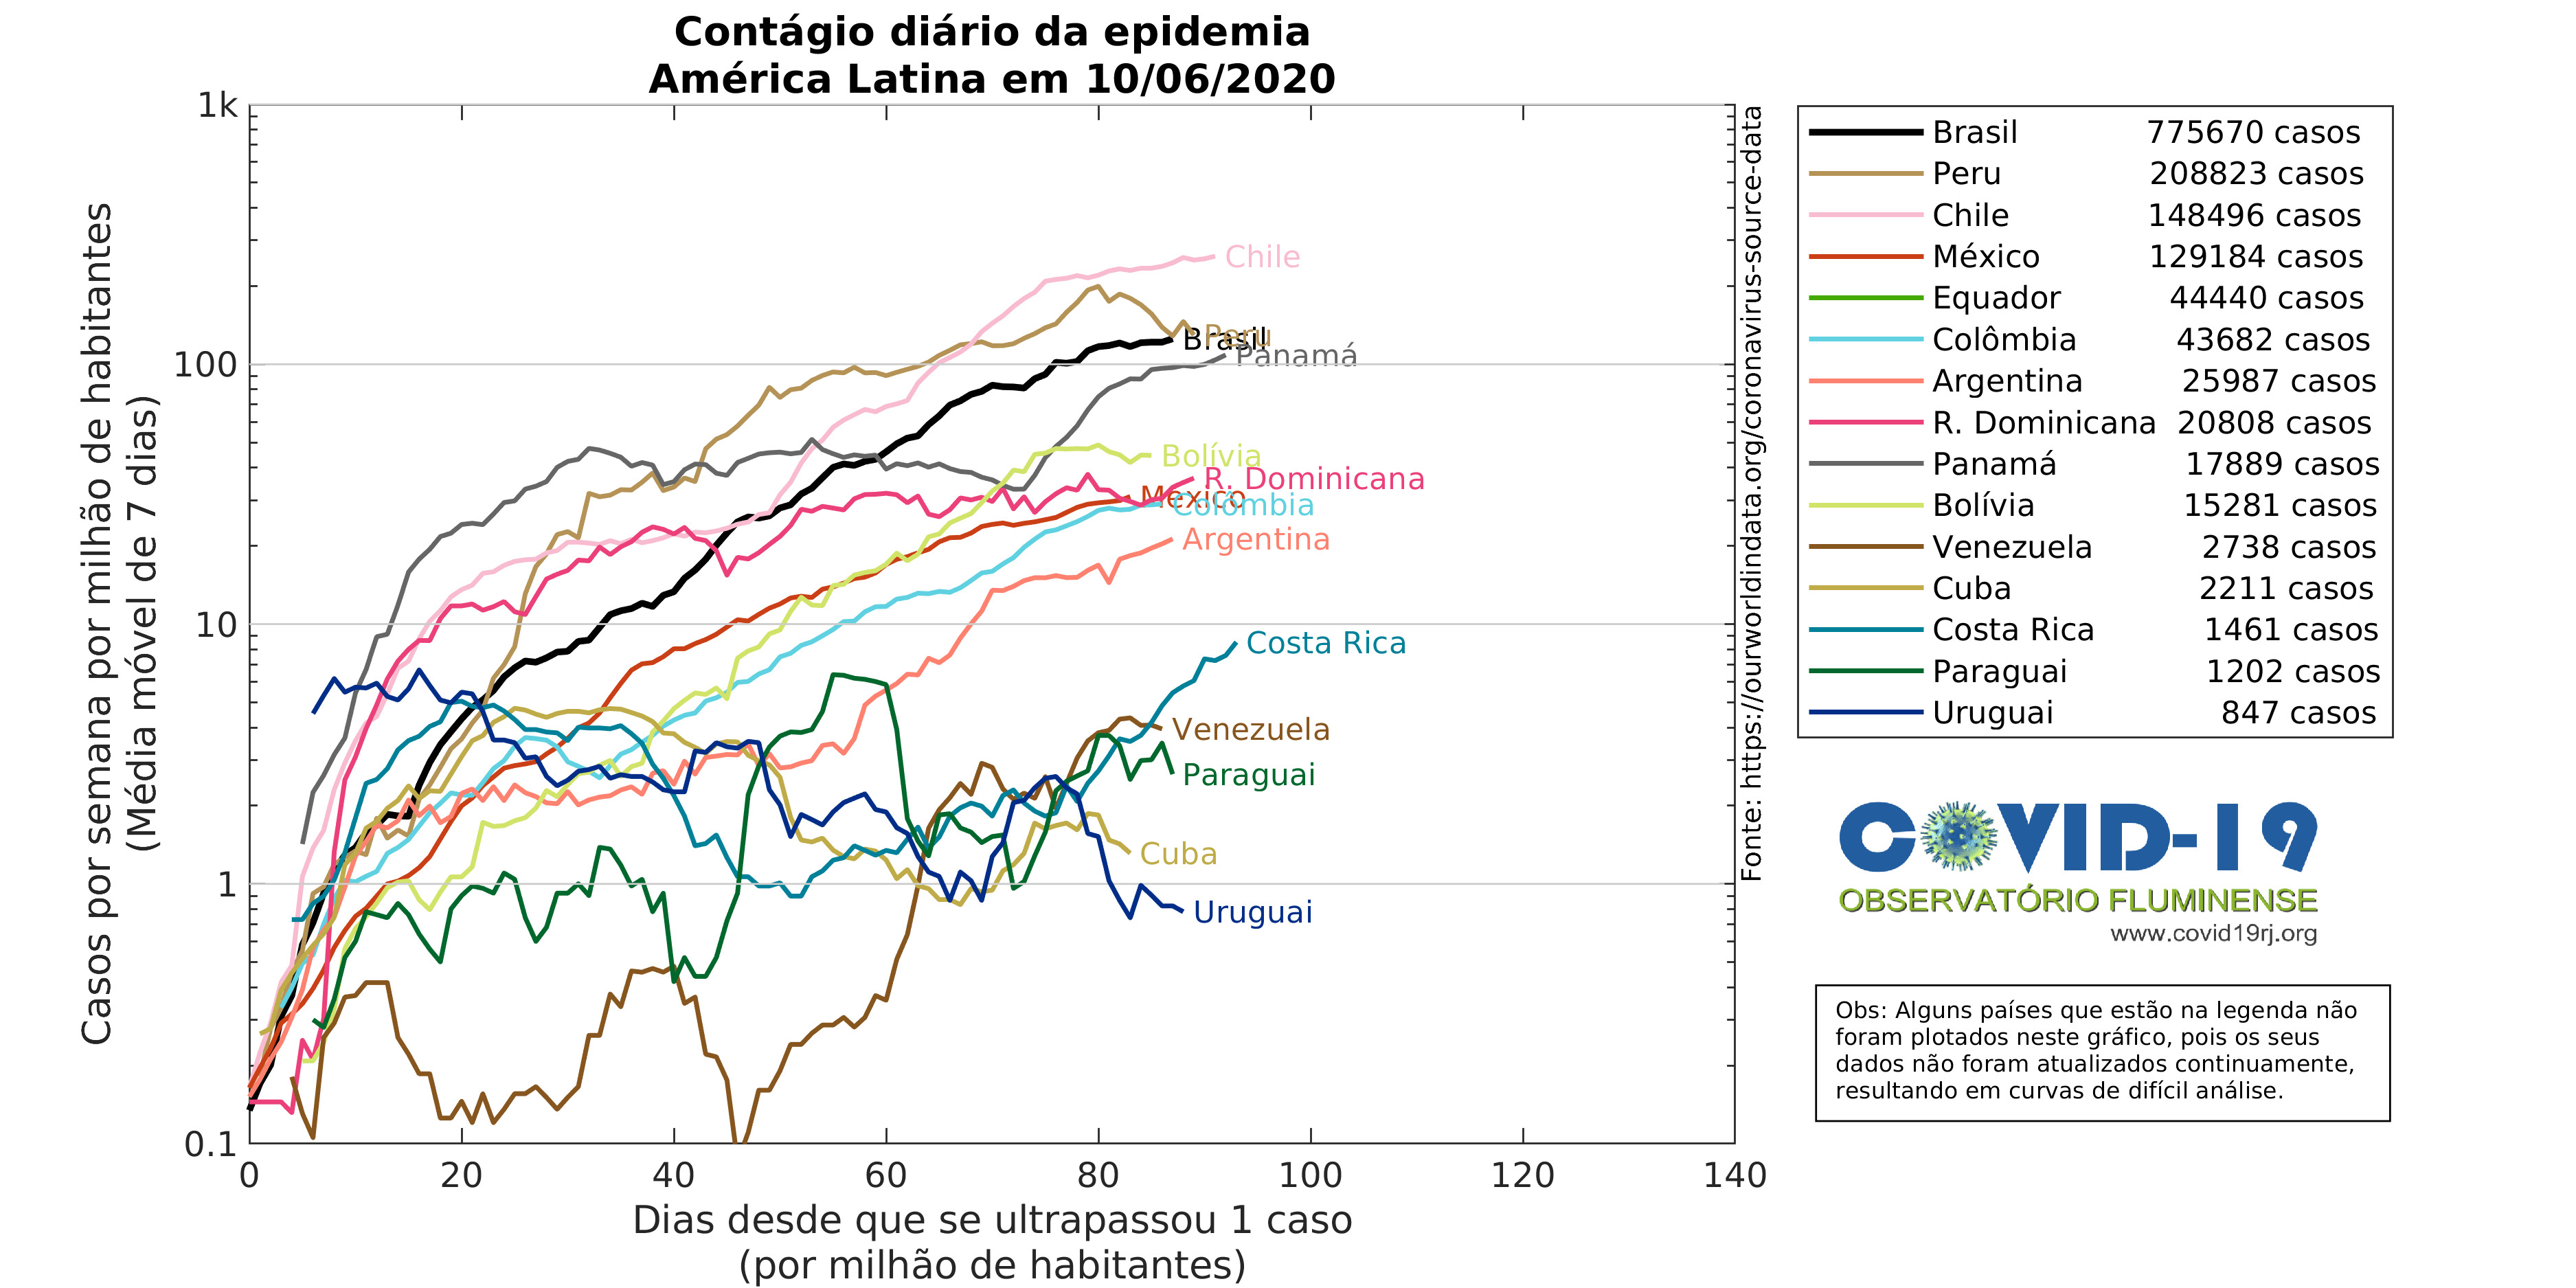 Contágio diário da epidemia
América Latina em 10/06/2020
Casos por semana por milhão de habitantes
(Média móvel de 7 dias)
1k
100
10
1
0.1
0
20
40
60
80
100
120
140
Dias desde que se ultrapassou 1 caso
(por milhão de habitantes)
Chile
Peru
Brasil
Panamá
Bolívia
R. Dominicana
México
Colômbia
Argentina
Costa Rica
Venezuela
Paraguai
Cuba
Uruguai
Fonte: https://ourworldindata.org/coronavirus-source-data
Brasil 775670 casos
Peru 208823 casos
Chile 148496 casos
México 129184 casos
Equador 44440 casos
Colômbia 43682 casos
Argentina 25987 casos
R. Dominicana 20808 casos
Panamá 17889 casos
Bolívia 15281 casos
Venezuela 2738 casos
Cuba 2211 casos
Costa Rica 1461 casos
Paraguai 1202 casos
Uruguai 847 casos
COVID-19
OBSERVATÓRIO FLUMINENSE
www.covid19rj.org
Obs: Alguns países que estão na legenda não
foram plotados neste gráfico, pois os seus
dados não foram atualizados continuamente,
resultando em curvas de difícil análise.